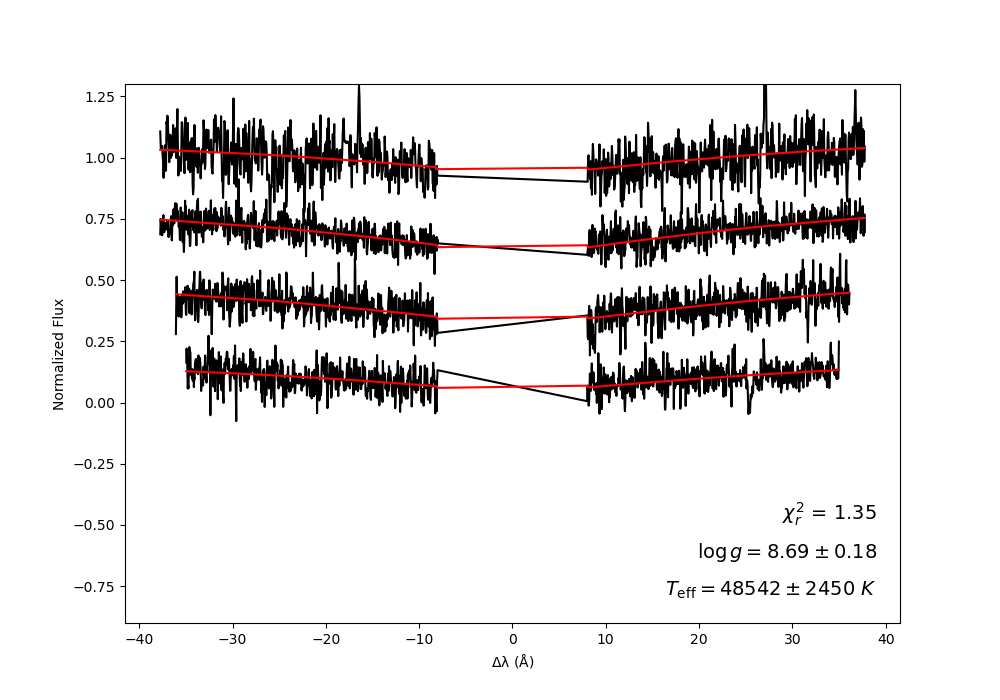 1.25
1.00
0.75
0.50
0.25
0.00
−0.25
−0.50
−0.75
Normalized Flux
χ²ᵣ = 1.35
log g = 8.69 ± 0.18
T_eff = 48542 ± 2450 K
−40 −30 −20 −10 0 10 20 30 40
Δλ (Å)